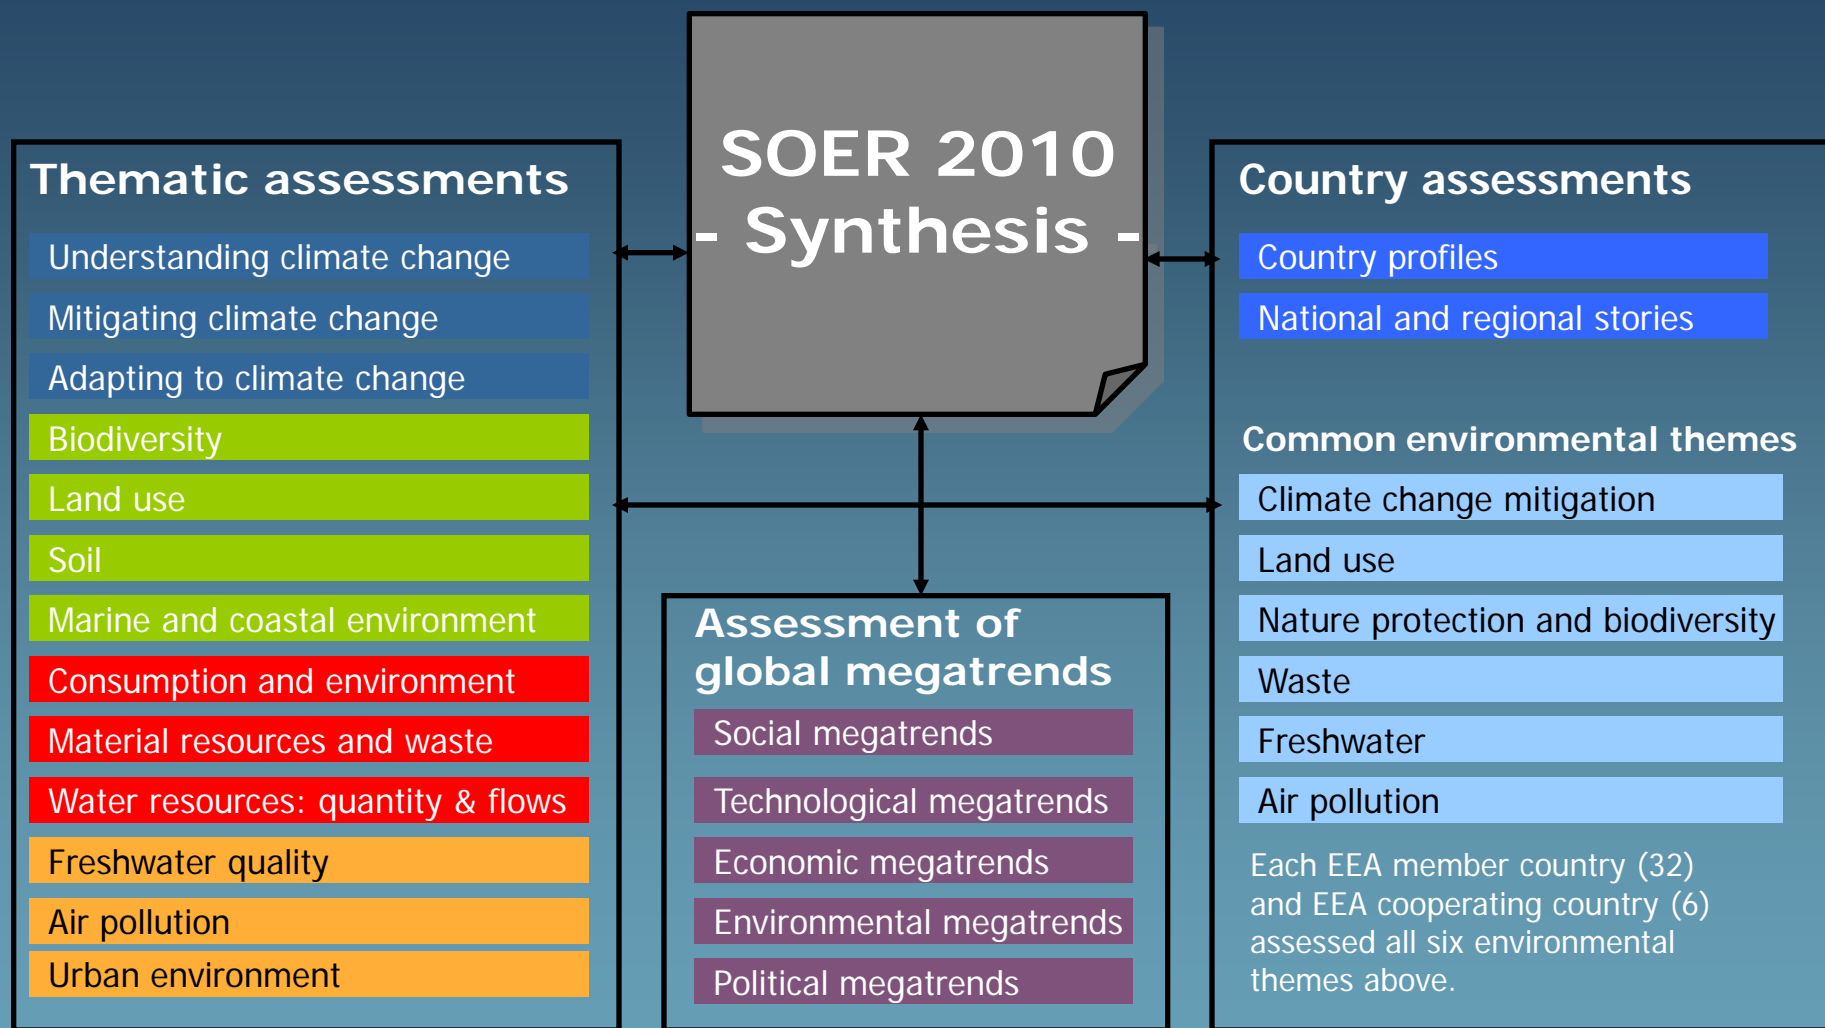 SOER 2010
- Synthesis -
Thematic assessments
Understanding climate change
Mitigating climate change
Adapting to climate change
Biodiversity
Land use
Soil
Marine and coastal environment
Consumption and environment
Material resources and waste
Water resources: quantity & flows
Freshwater quality
Air pollution
Urban environment
Assessment of
global megatrends
Social megatrends
Technological megatrends
Economic megatrends
Environmental megatrends
Political megatrends
Country assessments
Country profiles
National and regional stories
Common environmental themes
Climate change mitigation
Land use
Nature protection and biodiversity
Waste
Freshwater
Air pollution
Each EEA member country (32)
and EEA cooperating country (6)
assessed all six environmental
themes above.